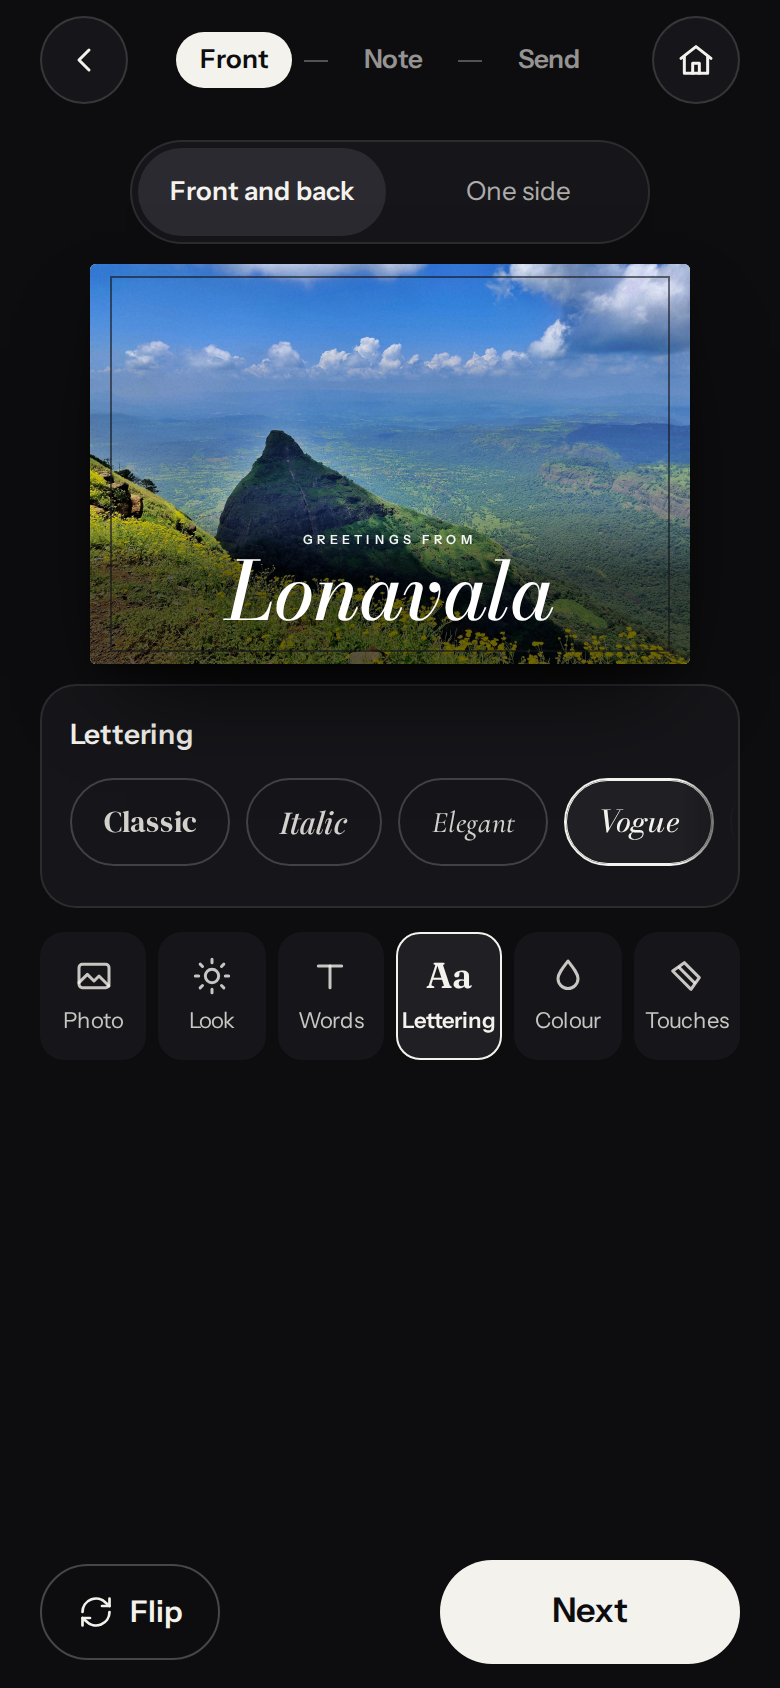 Front — Note — Send
Front and back One side
GREETINGS FROM
Lonavala
Lettering
Classic Italic Elegant Vogue
Aa
Photo Look Words Lettering Colour Touches
Flip Next